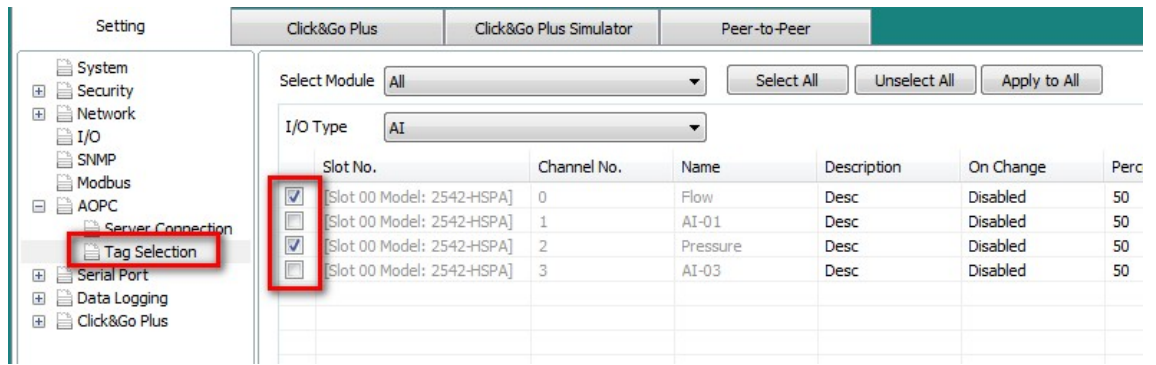 Setting Click&Go Plus Click&Go Plus Simulator Peer-to-Peer
System
Security
Network
I/O
SNMP
Modbus
AOPC
Server Connection
Tag Selection
Serial Port
Data Logging
Click&Go Plus
Select Module All Select All Unselect All Apply to All
I/O Type AI
Slot No. Channel No. Name Description On Change Perc
[Slot 00 Model: 2542-HSPA] 0 Flow Desc Disabled 50
[Slot 00 Model: 2542-HSPA] 1 AI-01 Desc Disabled 50
[Slot 00 Model: 2542-HSPA] 2 Pressure Desc Disabled 50
[Slot 00 Model: 2542-HSPA] 3 AI-03 Desc Disabled 50